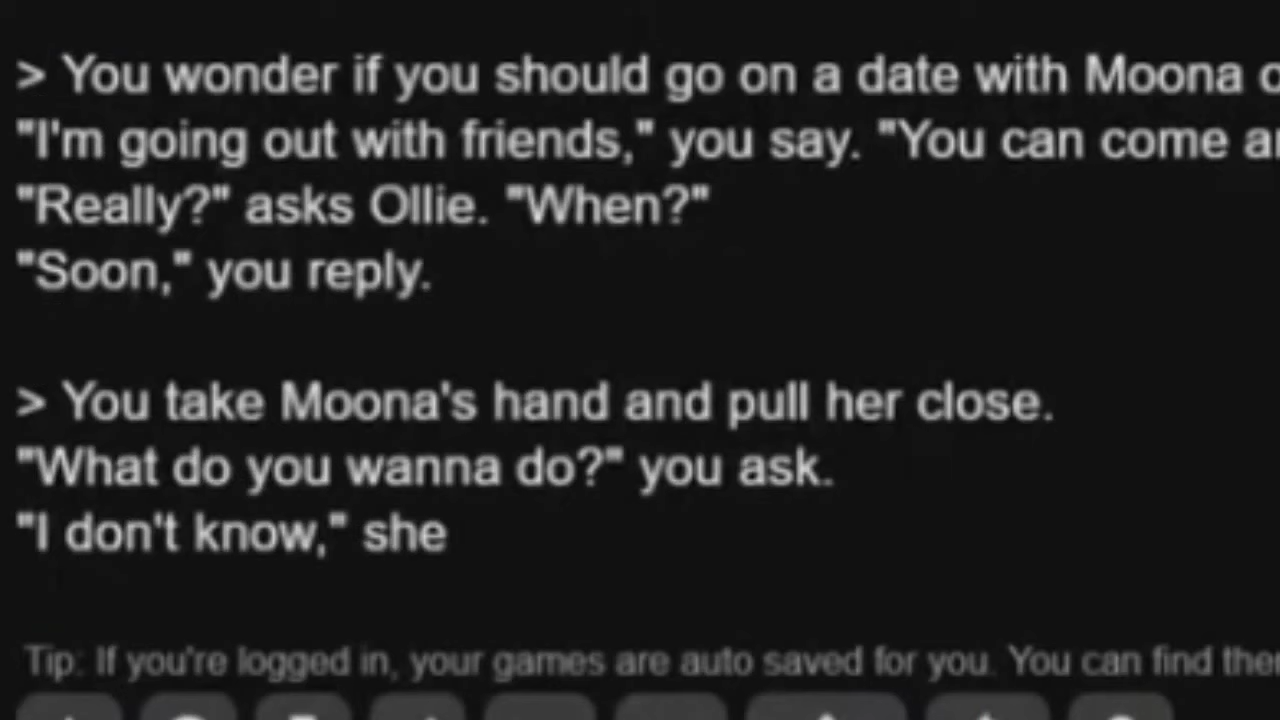 > You wonder if you should go on a date with Moona
"I'm going out with friends," you say. "You can come
"Really?" asks Ollie. "When?"
"Soon," you reply.
> You take Moona's hand and pull her close.
"What do you wanna do?" you ask.
"I don't know," she
Tip: If you're logged in, your games are auto saved for you. You can find